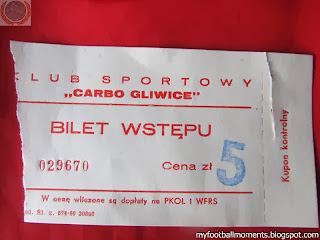 KLUB SPORTOWY
„CARBO GLIWICE"
BILET WSTĘPU
029670
Cena zł 5
W cenę wliczone są dopłaty na PKOL i WFRS
Kupon kontrolny
myfootballmoments.blogspot.com